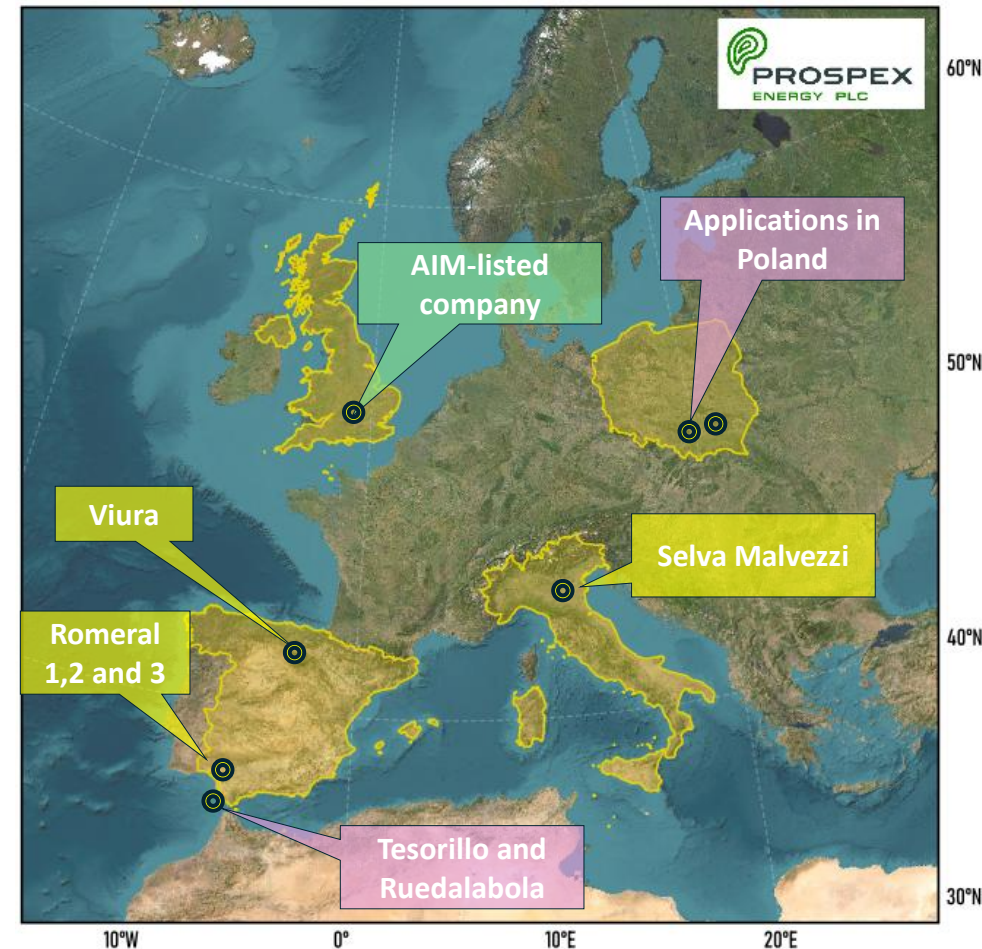 PROSPEX
ENERGY PLC
60°N
Applications in
Poland
AIM-listed
company
50°N
Viura
Selva Malvezzi
Romeral
1,2 and 3
40°N
Tesorillo and
Ruedalabola
30°N
10°W
0°
10°E
20°E